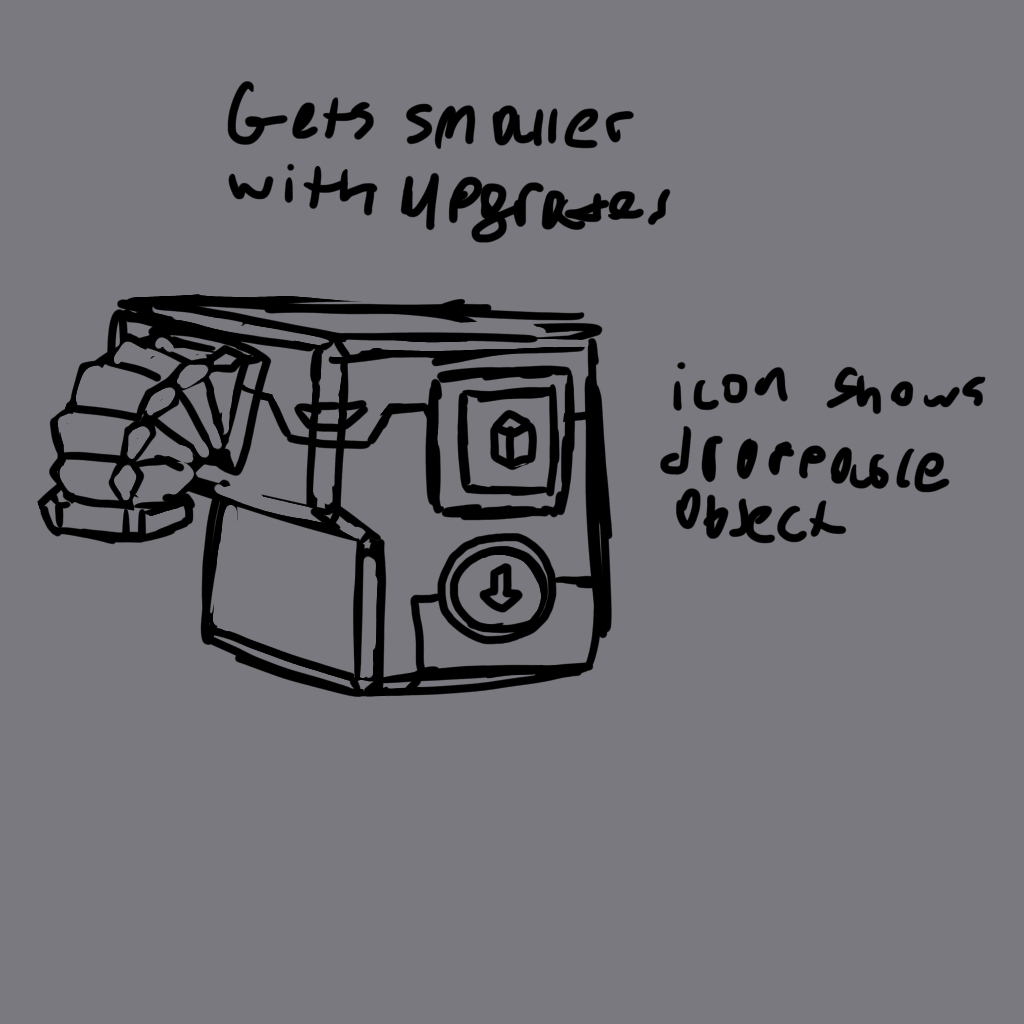 Gets smaller
with upgrades
icon shows
droppable
object